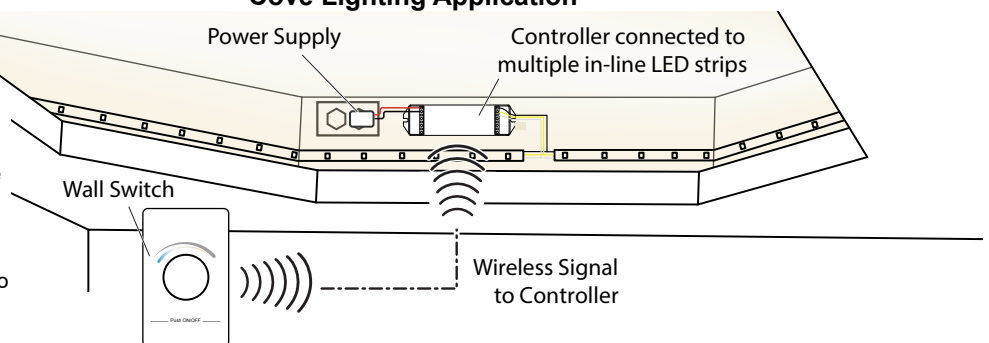 Cove Lighting Application
Power Supply
Controller connected to
multiple in-line LED strips
Wall Switch
Wireless Signal
to Controller
Push ON/OFF